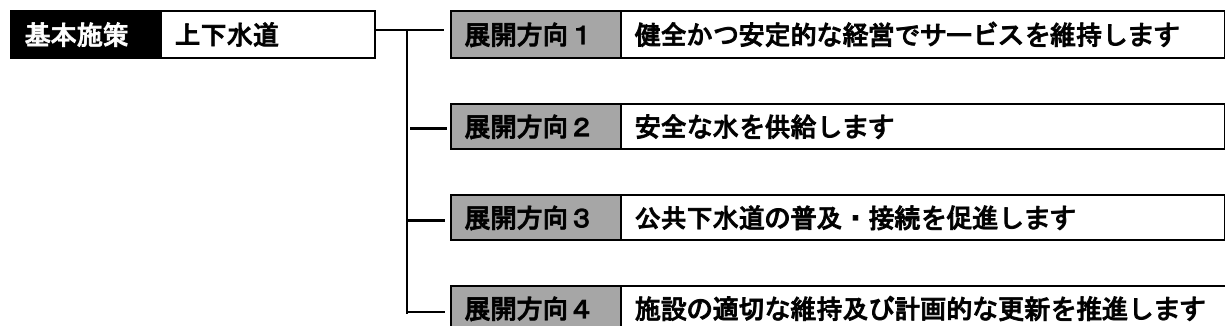 基本施策 上下水道
展開方向１ 健全かつ安定的な経営でサービスを維持します
展開方向２ 安全な水を供給します
展開方向３ 公共下水道の普及・接続を促進します
展開方向４ 施設の適切な維持及び計画的な更新を推進します